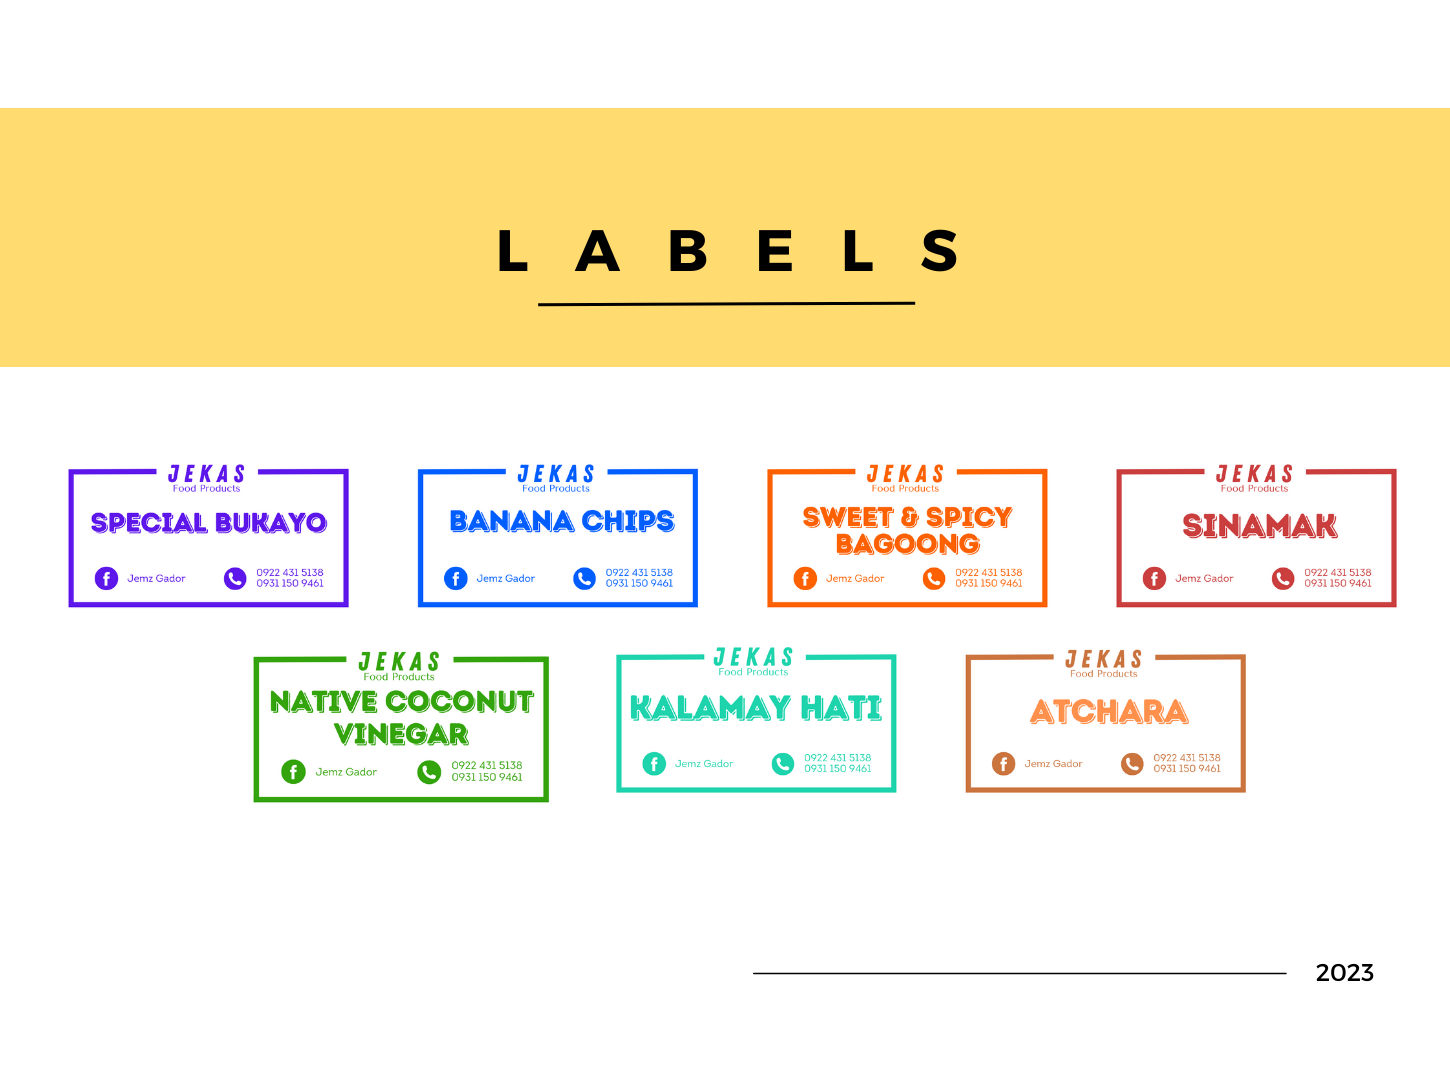 LABELS
JEKAS
Food Products
SPECIAL BUKAYO
Jemz Gador
0922 431 5138
0931 150 9461
JEKAS
Food Products
BANANA CHIPS
Jemz Gador
0922 431 5138
0931 150 9461
JEKAS
Food Products
SWEET & SPICY
BAGOONG
Jemz Gador
0922 431 5138
0931 150 9461
JEKAS
Food Products
SINAMAK
Jemz Gador
0922 431 5138
0931 150 9461
JEKAS
Food Products
NATIVE COCONUT
VINEGAR
Jemz Gador
0922 431 5138
0931 150 9461
JEKAS
Food Products
KALAMAY HATI
Jemz Gador
0922 431 5138
0931 150 9461
JEKAS
Food Products
ATCHARA
Jemz Gador
0922 431 5138
0931 150 9461
2023